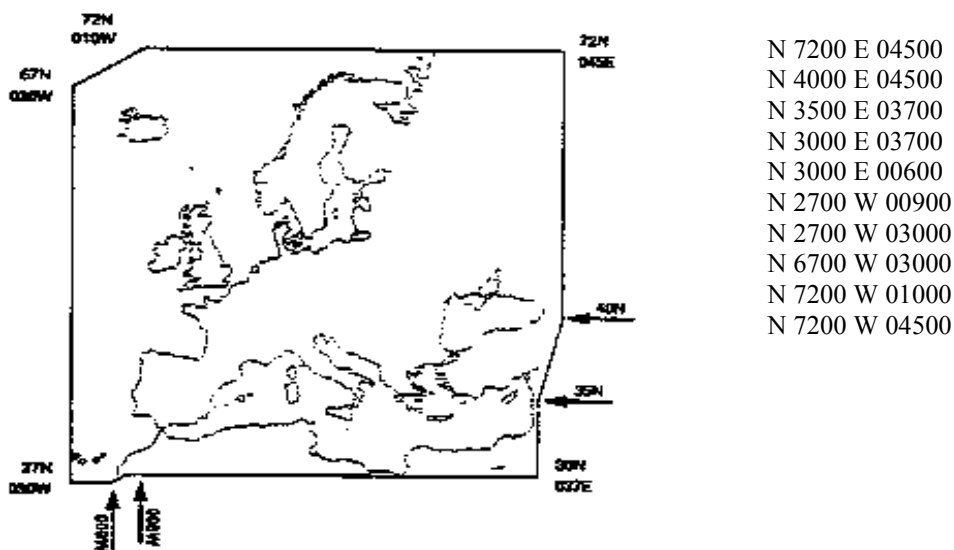 72N
010W
72N
045E
67N
030W
40N
35N
27N
030W
30N
037E
N 7200 E 04500
N 4000 E 04500
N 3500 E 03700
N 3000 E 03700
N 3000 E 00600
N 2700 W 00900
N 2700 W 03000
N 6700 W 03000
N 7200 W 01000
N 7200 W 04500